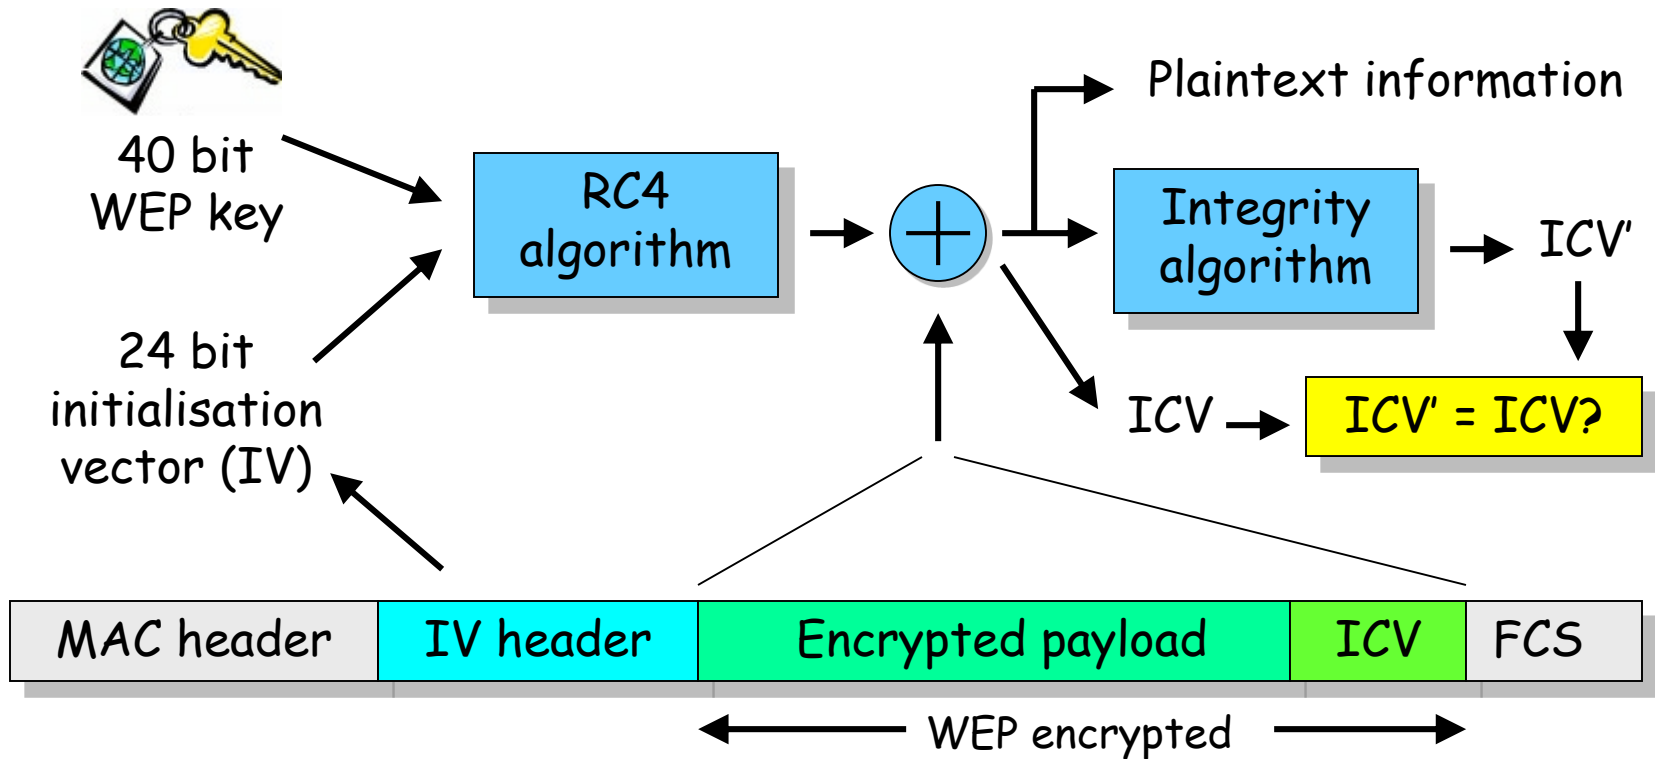 Plaintext information
40 bit
WEP key
RC4
algorithm
Integrity
algorithm
ICV'
24 bit
initialisation
vector (IV)
ICV
ICV' = ICV?
MAC header
IV header
Encrypted payload
ICV
FCS
WEP encrypted